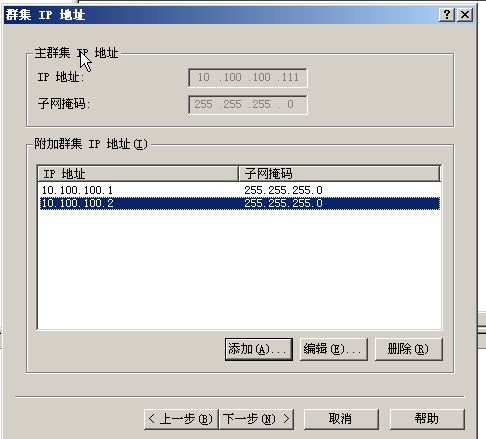 群集 IP 地址
主群集 IP 地址
IP 地址: 10 .100 .100 .111
子网掩码: 255 .255 .255 . 0
附加群集 IP 地址(I)
IP 地址 子网掩码
10.100.100.1 255.255.255.0
10.100.100.2 255.255.255.0
添加(A)... 编辑(E)... 删除(R)
< 上一步(B) 下一步(N) > 取消 帮助